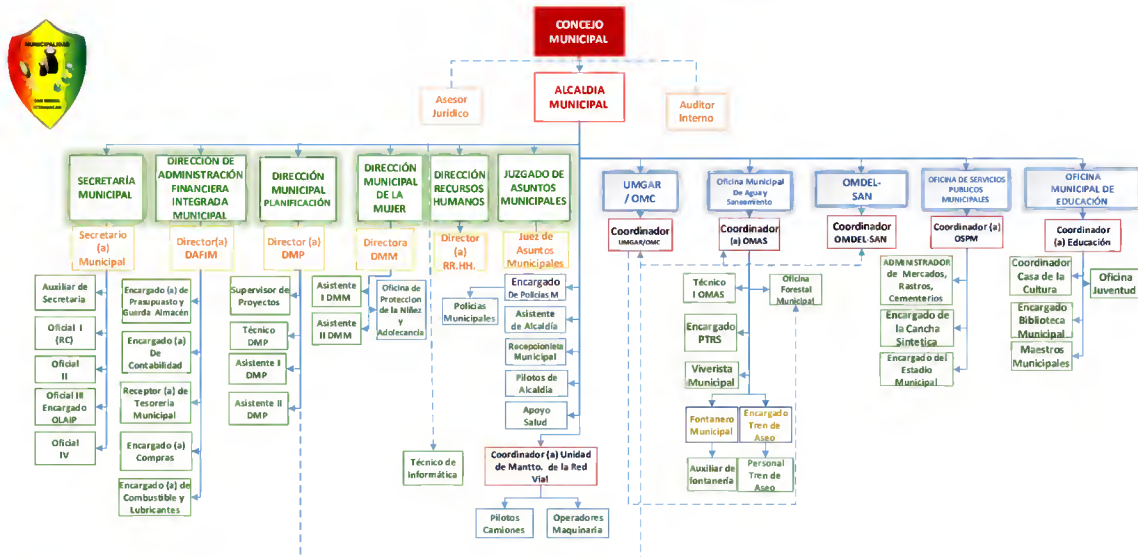 MUNICIPALIDAD
CONCEJO
MUNICIPAL
ALCALDIA
MUNICIPAL
Asesor
Jurídico
Auditor
Interno
SECRETARÍA
MUNICIPAL
DIRECCIÓN DE
ADMINISTRACIÓN
FINANCIERA
INTEGRADA
MUNICIPAL
DIRECCIÓN
MUNICIPAL
PLANIFICACIÓN
DIRECCIÓN
MUNICIPAL
DE LA
MUJER
DIRECCIÓN
RECURSOS
HUMANOS
JUZGADO DE
ASUNTOS
MUNICIPALES
UMGAR
/ OMC
Oficina Municipal
De Agua y
Saneamiento
OMDEL-
SAN
OFICINA DE SERVICIOS
PUBLICOS
MUNICIPALES
OFICINA
MUNICIPAL DE
EDUCACIÓN
Secretario
(a)
Municipal
Director(a)
DAFIM
Director (a)
DMP
Directora
DMM
Director
(a)
RR.HH.
Juez de
Asuntos
Municipales
Coordinador
UMGAR/OMC
Coordinador
(a) OMAS
Coordinador
OMDEL-SAN
Coordinador (a)
OSPM
Coordinador
(a) Educación
Auxiliar de
Secretaria
Oficial I
(RC)
Oficial
II
Oficial III
Encargado
OLAIP
Oficial
IV
Encargado (a) de
Prasupuasto y
Guarda Almacén
Encargado (a)
De
Contabilidad
Receptor (a) de
Tesorería
Municipal
Encargado (a)
Compras
Encargado (a) de
Combustible y
Lubricantes
Supervisor de
Proyectos
Técnico
DMP
Asistente I
DMP
Asistente II
DMP
Asistente
I DMM
Asistente
II DMM
Oficina de
Proteccion
de la Niñez
y
Adolecancia
Policías
Municipales
Encargado
De Policías M
Asistente
de Alcaldía
Recepcionista
Municipal
Pilotos de
Alcaldía
Apoyo
Salud
Técnico de
Informática
Coordinador (a) Unidad
de Mantto. de la Red
Vial
Pilotos
Camiones
Operadores
Maquinaria
Técnico
I OMAS
Oficina
Forestal
Municipal
Encargado
PTRS
Viverista
Municipal
Fontanero
Municipal
Encargado
Tren de
Aseo
Auxiliar de
fontanería
Personal
Tren de
Aseo
ADMINISTRADOR
de Mercados,
Rastros,
Cementerios
Encargado de
la Cancha
Sintetica
Encargado del
Estadio
Municipal
Coordinador
Casa de la
Cultura
Oficina
Juventud
Encargado
Biblioteca
Municipal
Maestros
Municipales